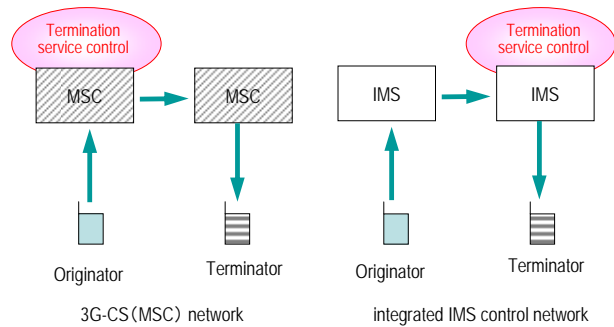 Termination
service control
MSC
MSC
Originator
Terminator
3G-CS(MSC) network
Termination
service control
IMS
IMS
Originator
Terminator
integrated IMS control network